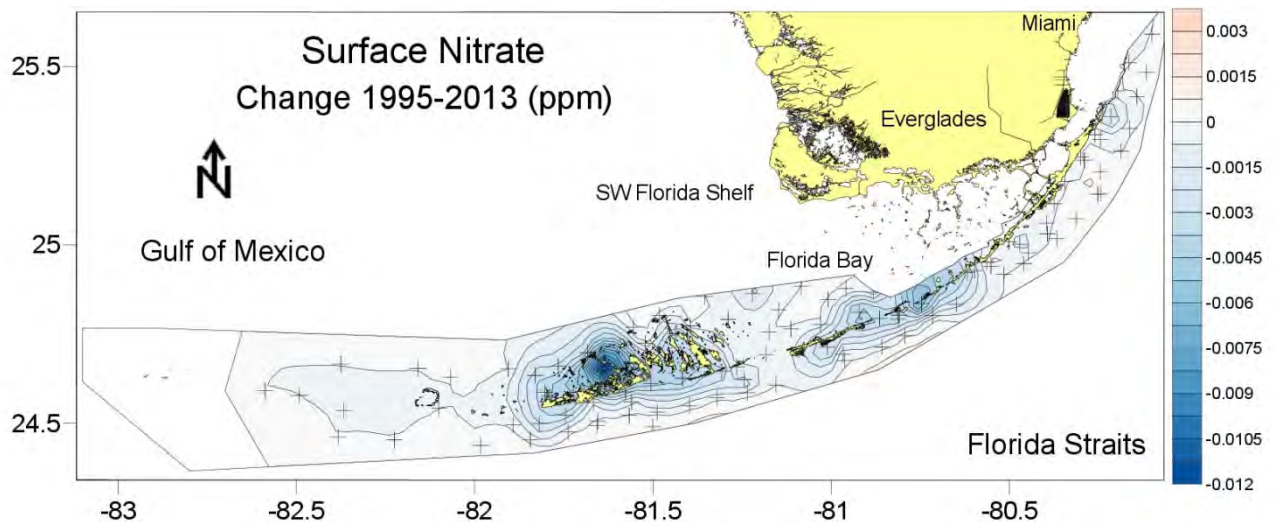 Surface Nitrate
Change 1995-2013 (ppm)
N
Miami
Everglades
SW Florida Shelf
Gulf of Mexico
Florida Bay
Florida Straits
25.5
25
24.5
-83
-82.5
-82
-81.5
-81
-80.5
0.003
0.0015
0
-0.0015
-0.003
-0.0045
-0.006
-0.0075
-0.009
-0.0105
-0.012